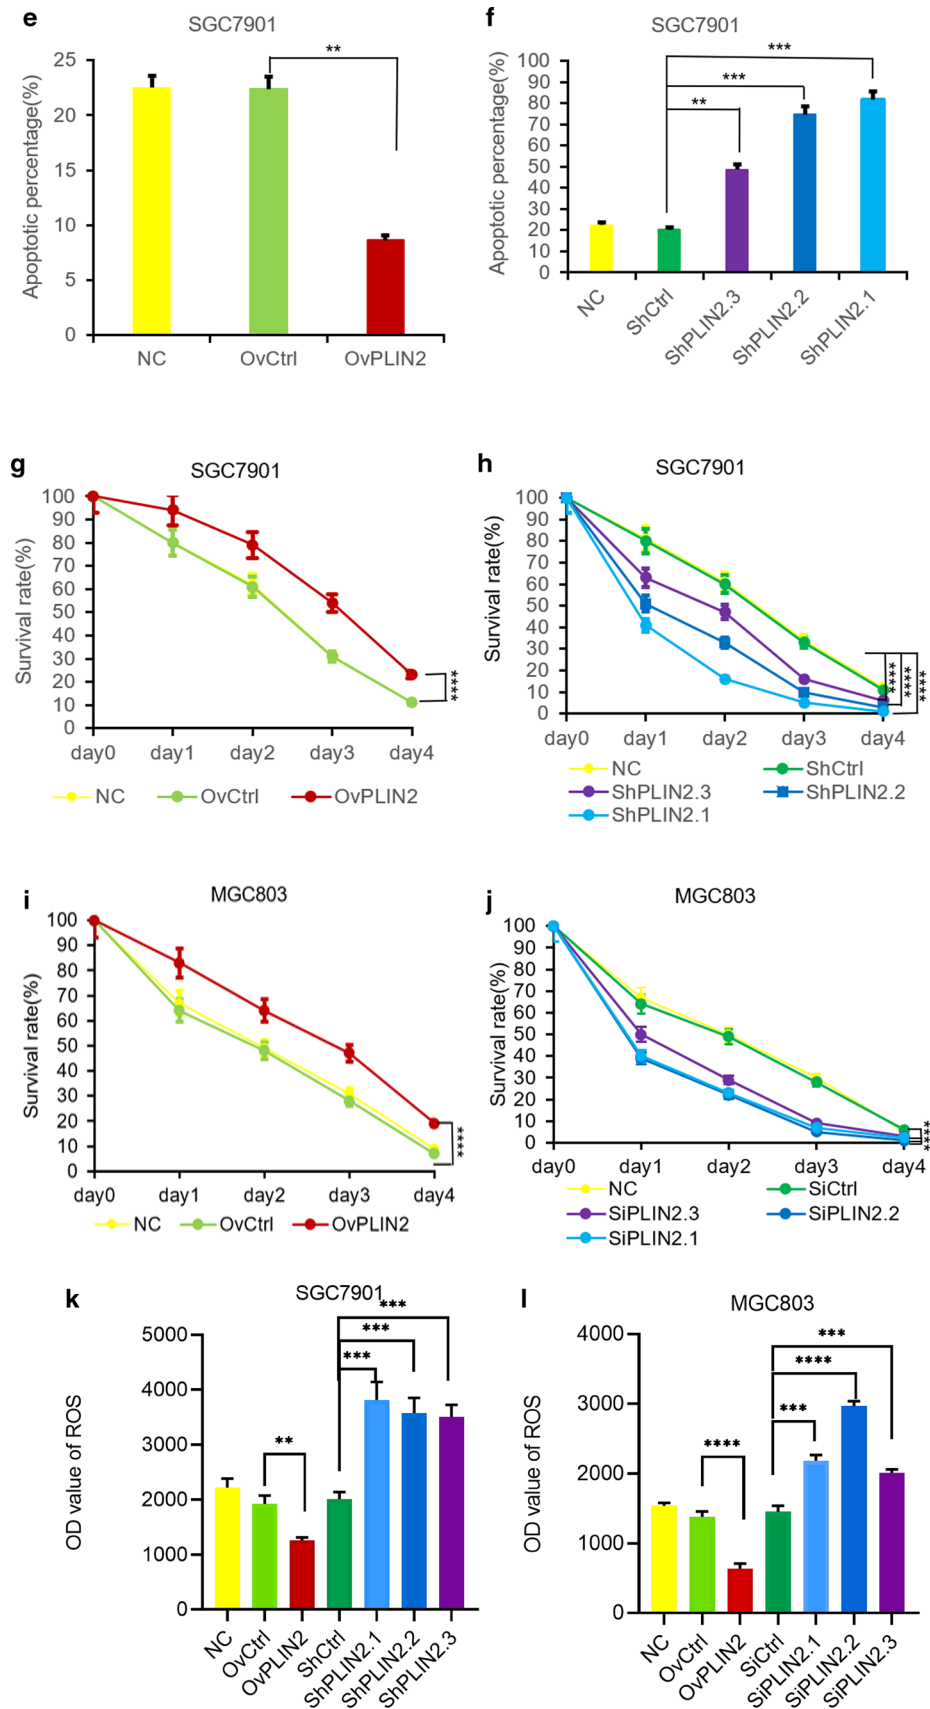 e
SGC7901
Apoptotic percentage(%)
25
20
15
10
5
0
**
NC
OvCtrl
OvPLIN2
f
SGC7901
Apoptotic percentage(%)
100
90
80
70
60
50
40
30
20
10
0
***
***
**
NC
ShCtrl
ShPLIN2.3
ShPLIN2.2
ShPLIN2.1
g
SGC7901
Survival rate(%)
100
90
80
70
60
50
40
30
20
10
0
****
day0 day1 day2 day3 day4
NC OvCtrl OvPLIN2
h
SGC7901
Survival rate(%)
100
90
80
70
60
50
40
30
20
10
0
****
****
****
day0 day1 day2 day3 day4
NC ShCtrl
ShPLIN2.3 ShPLIN2.2
ShPLIN2.1
i
MGC803
Survival rate(%)
100
90
80
70
60
50
40
30
20
10
0
****
day0 day1 day2 day3 day4
NC OvCtrl OvPLIN2
j
MGC803
Survival rate(%)
100
90
80
70
60
50
40
30
20
10
0
****
day0 day1 day2 day3 day4
NC SiCtrl
SiPLIN2.3 SiPLIN2.2
SiPLIN2.1
k
SGC7901
OD value of ROS
5000
4000
3000
2000
1000
0
***
***
***
**
NC
OvCtrl
OvPLIN2
ShCtrl
ShPLIN2.1
ShPLIN2.2
ShPLIN2.3
l
MGC803
OD value of ROS
4000
3000
2000
1000
0
***
****
***
****
NC
OvCtrl
OvPLIN2
SiCtrl
SiPLIN2.1
SiPLIN2.2
SiPLIN2.3